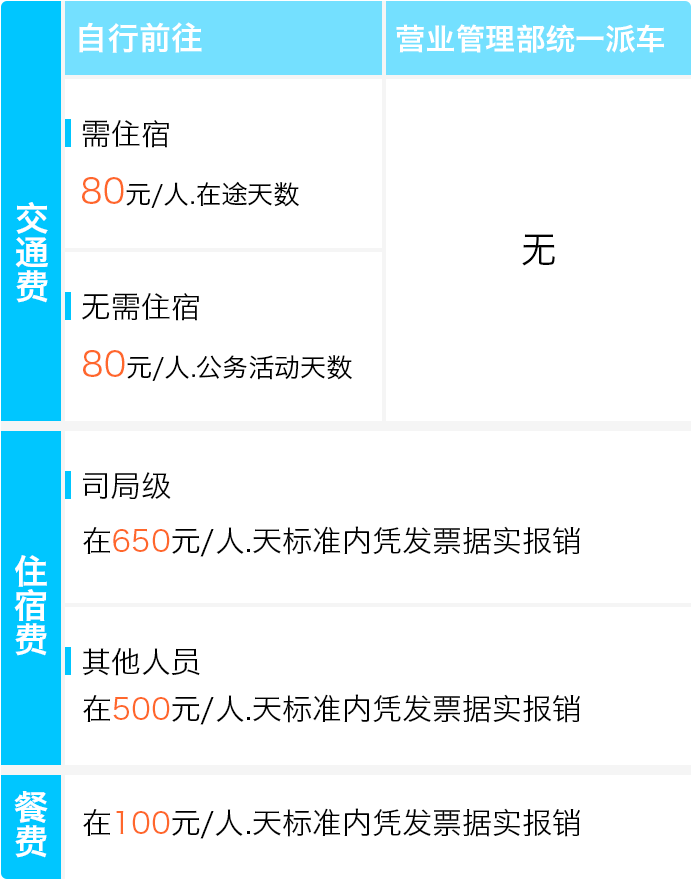 自行前往
营业管理部统一派车
交通费
需住宿
80元/人.在途天数
无需住宿
80元/人.公务活动天数
无
住宿费
司局级
在650元/人.天标准内凭发票据实报销
其他人员
在500元/人.天标准内凭发票据实报销
餐费
在100元/人.天标准内凭发票据实报销